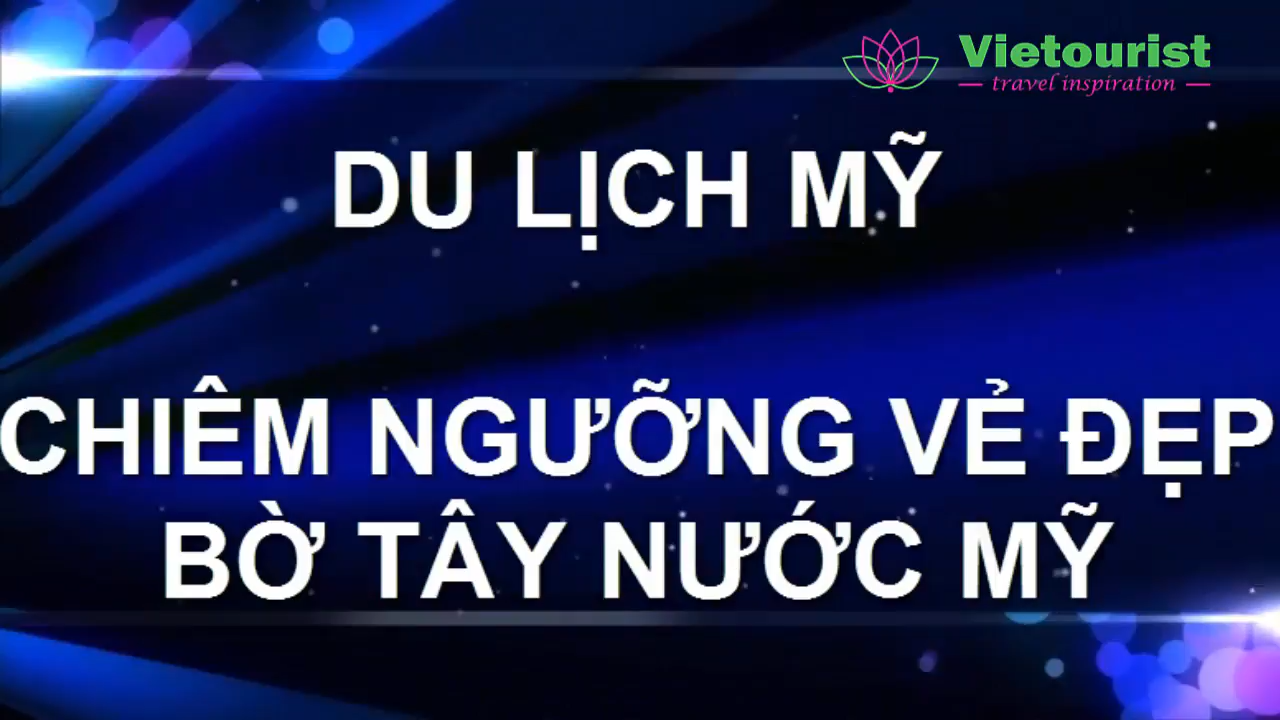 Vietourist
travel inspiration
DU LỊCH MỸ
CHIÊM NGƯỠNG VẺ ĐẸP
BỜ TÂY NƯỚC MỸ